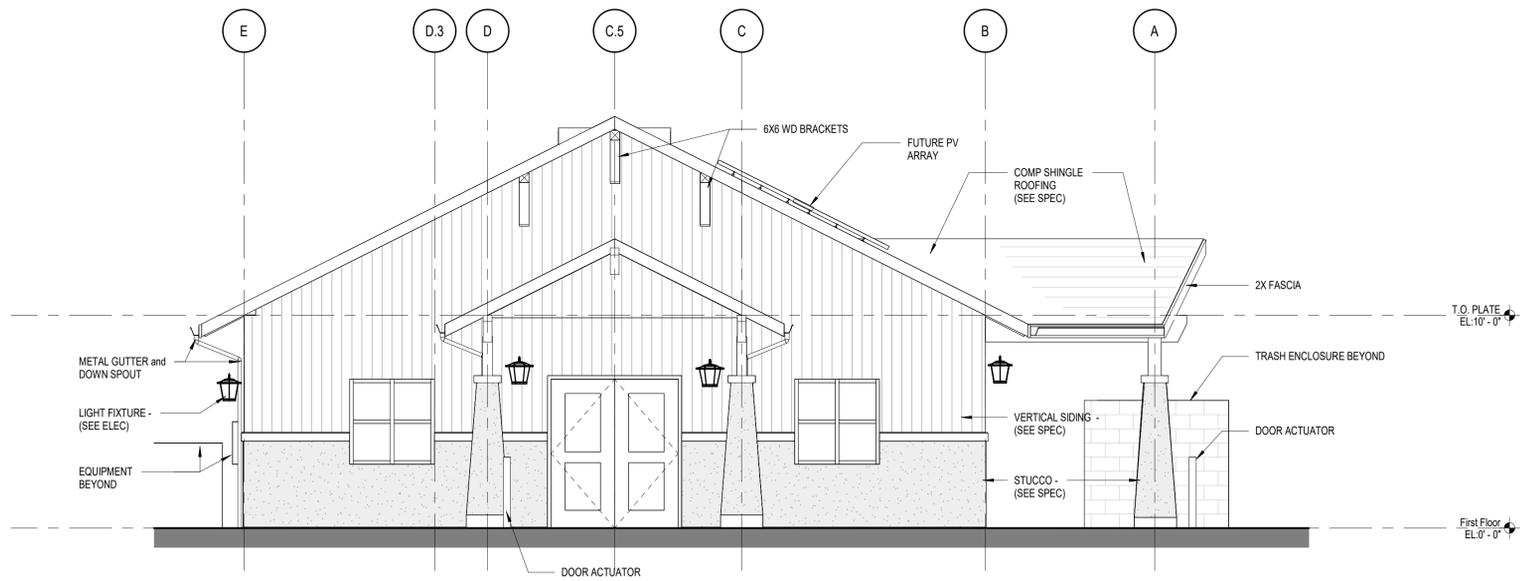 E
D.3
D
C.5
C
B
A
6X6 WD BRACKETS
FUTURE PV
ARRAY
COMP SHINGLE
ROOFING
(SEE SPEC)
2X FASCIA
T.O. PLATE
EL:10' - 0"
METAL GUTTER and
DOWN SPOUT
TRASH ENCLOSURE BEYOND
LIGHT FIXTURE -
(SEE ELEC)
VERTICAL SIDING -
(SEE SPEC)
DOOR ACTUATOR
EQUIPMENT
BEYOND
STUCCO -
(SEE SPEC)
First Floor
EL:0' - 0"
DOOR ACTUATOR